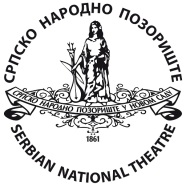 СРПСКО НАРОДНО ПОЗОРИШТЕ
СРПСКО НАРОДНО ПОЗОРИШТЕ У НОВОМ САДУ
1861
SERBIAN NATIONAL THEATRE